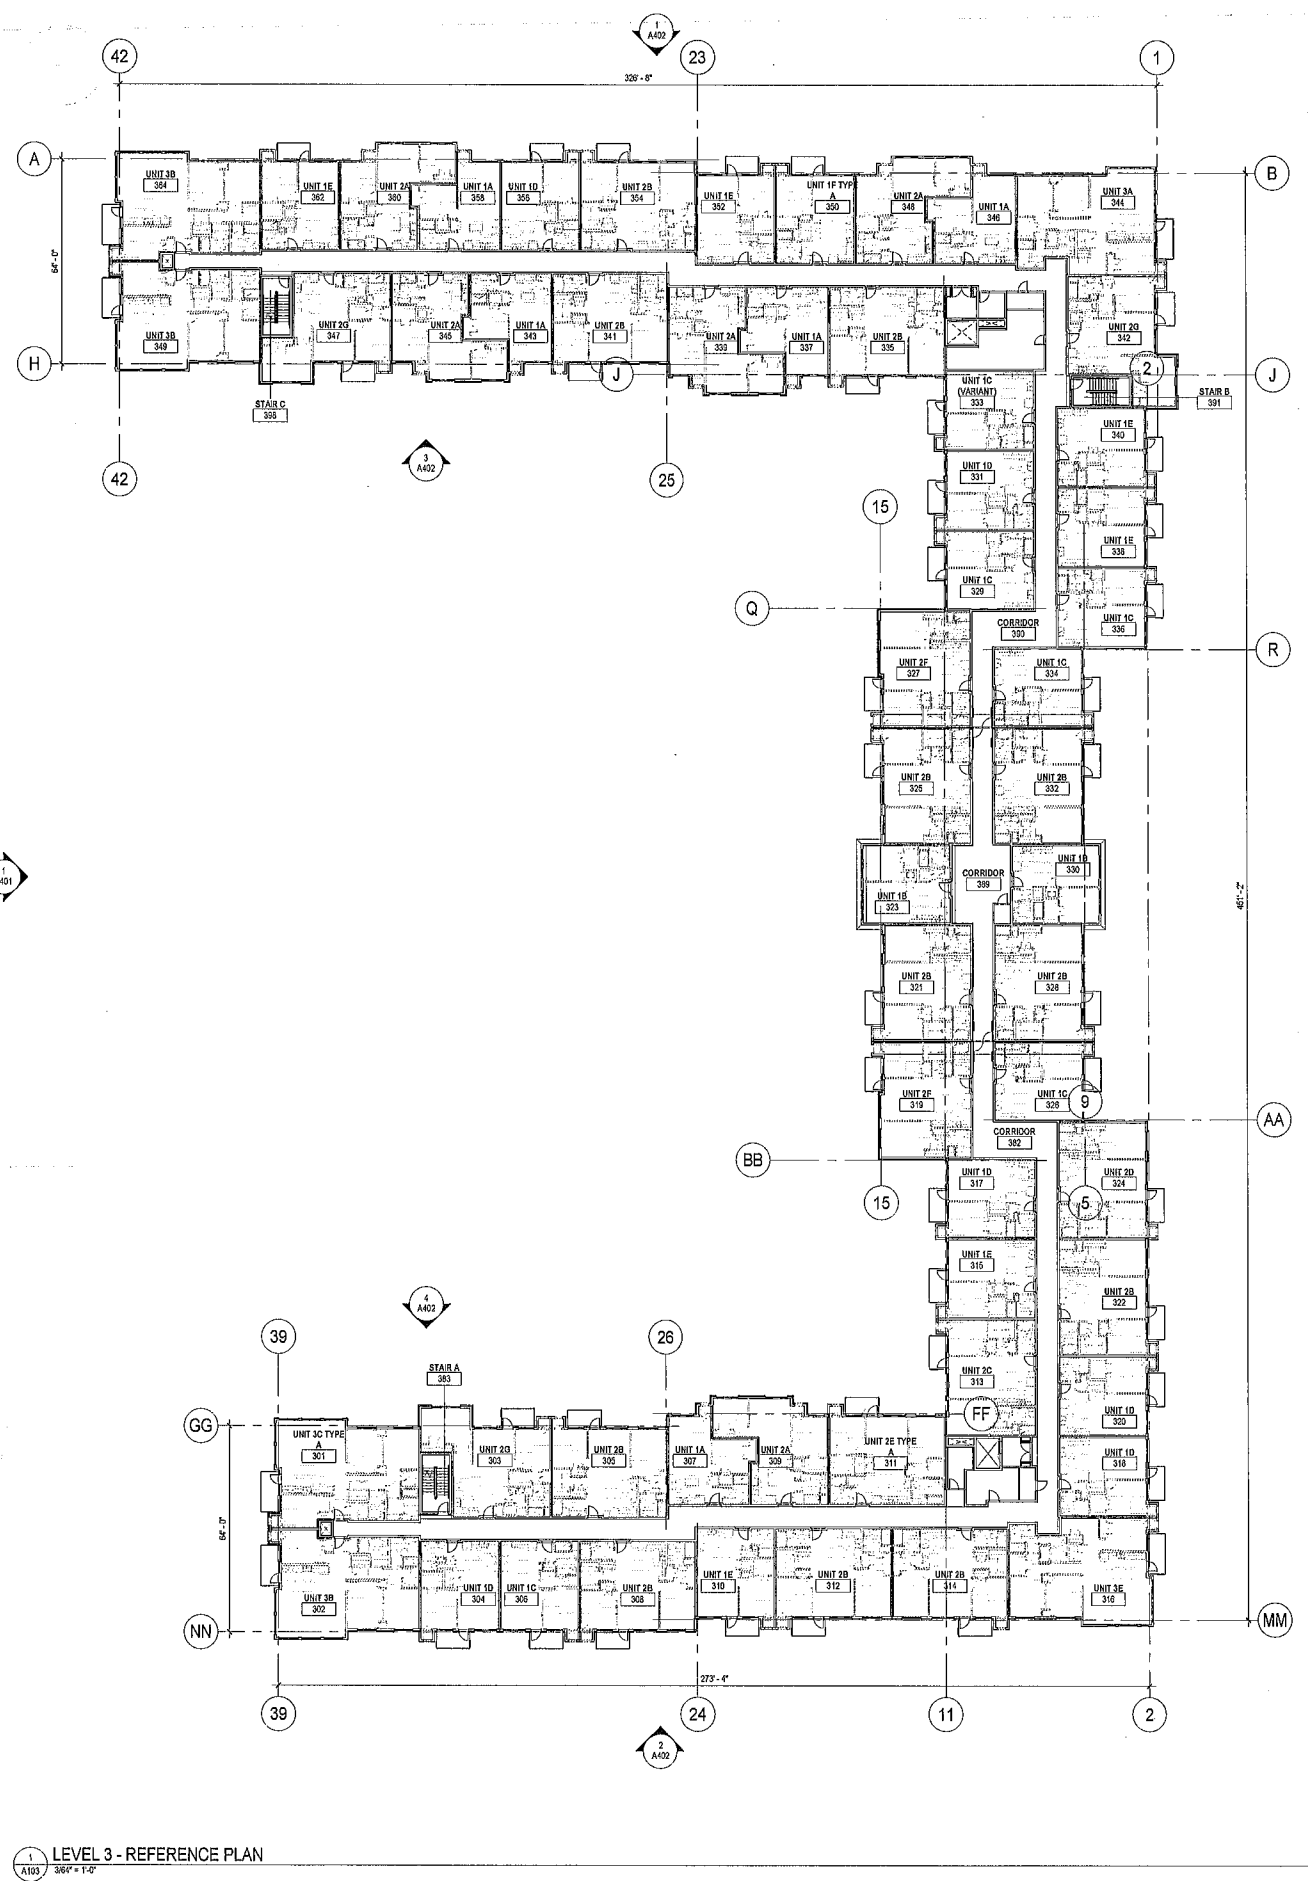 1
A402
42
23
1
326' - 8"
A
B
UNIT 3B
364
UNIT 1E
362
UNIT 2A
360
UNIT 1A
358
UNIT 1D
356
UNIT 2B
354
UNIT 1E
352
UNIT 1F TYPE
A
350
UNIT 2A
348
UNIT 1A
346
UNIT 3A
344
64' - 0"
UNIT 3B
349
UNIT 2G
347
UNIT 2A
345
UNIT 1A
343
UNIT 2B
341
UNIT 2A
339
UNIT 1A
337
UNIT 2B
335
UNIT 2G
342
H
J
2
J
STAIR C
398
UNIT 1C
(VARIANT)
333
STAIR B
391
UNIT 1E
340
3
A402
42
25
UNIT 1D
331
15
UNIT 1E
338
UNIT 1C
329
Q
CORRIDOR
390
UNIT 1C
336
R
UNIT 2F
327
UNIT 1C
334
UNIT 2B
325
UNIT 2B
332
1
401
CORRIDOR
389
UNIT 1B
330
UNIT 1B
323
461' - 2"
UNIT 2B
321
UNIT 2B
328
UNIT 2F
319
UNIT 1C
326
9
AA
CORRIDOR
382
BB
UNIT 1D
317
UNIT 2D
324
15
5
UNIT 1E
315
UNIT 2B
322
4
A402
39
26
STAIR A
383
UNIT 2C
313
UNIT 1D
320
GG
FF
UNIT 3C TYPE
A
301
UNIT 2G
303
UNIT 2B
305
UNIT 1A
307
UNIT 2A
309
UNIT 2E TYPE
A
311
UNIT 1D
318
64' - 0"
UNIT 3B
302
UNIT 1D
304
UNIT 1C
306
UNIT 2B
308
UNIT 1E
310
UNIT 2B
312
UNIT 2B
314
UNIT 3E
316
NN
MM
273' - 4"
39
24
11
2
2
A402
1
A103
LEVEL 3 - REFERENCE PLAN
3/64" = 1'-0"